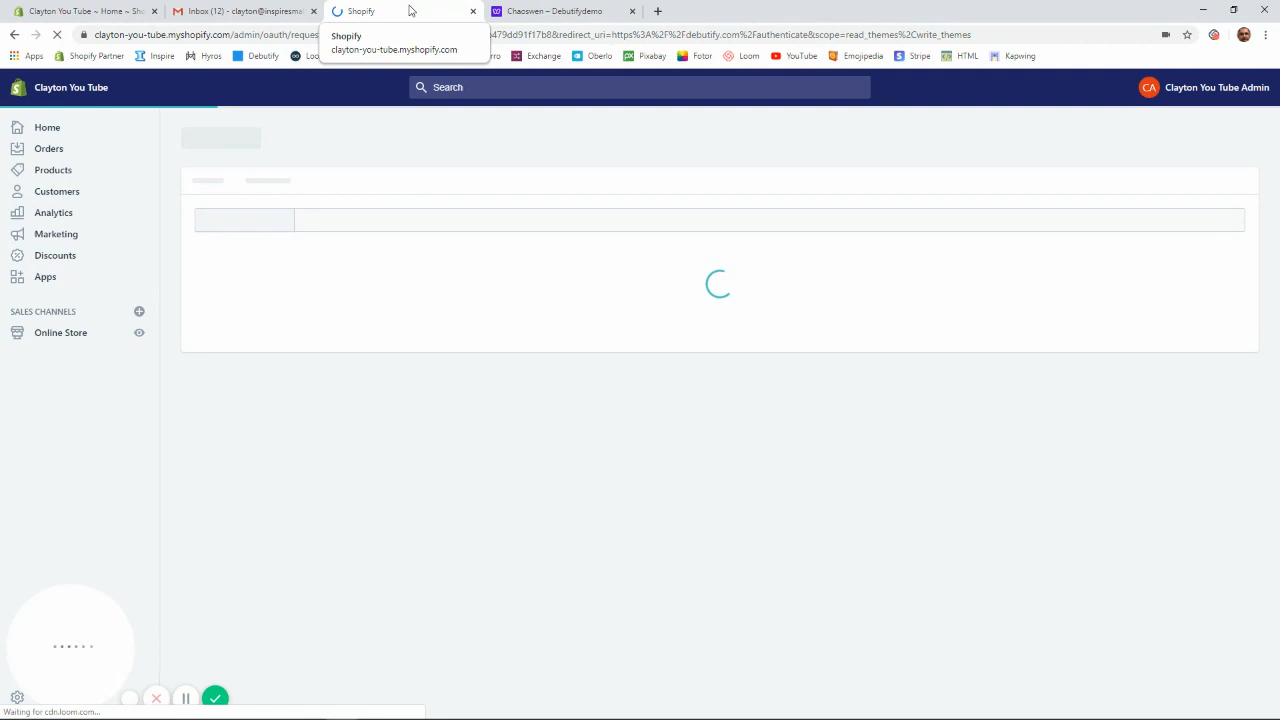 Clayton You Tube ~ Home ~ Sho
Inbox (12) - clayton@inspiresmal
Shopify
Chaoswen – Debutifydemo
clayton-you-tube.myshopify.com/admin/oauth/reques
479dd91f17b8&redirect_uri=https%3A%2F%2Fdebutify.com%2Fauthenticate&scope=read_themes%2Cwrite_themes
Shopify
clayton-you-tube.myshopify.com
Apps
Shopify Partner
Inspire
Hyros
Debutify
Loo
rro
Exchange
Oberlo
Pixabay
Fotor
Loom
YouTube
Emojipedia
Stripe
HTML
Kapwing
Clayton You Tube
Search
CA
Clayton You Tube Admin
Home
Orders
Products
Customers
Analytics
Marketing
Discounts
Apps
SALES CHANNELS
Online Store
Waiting for cdn.loom.com...